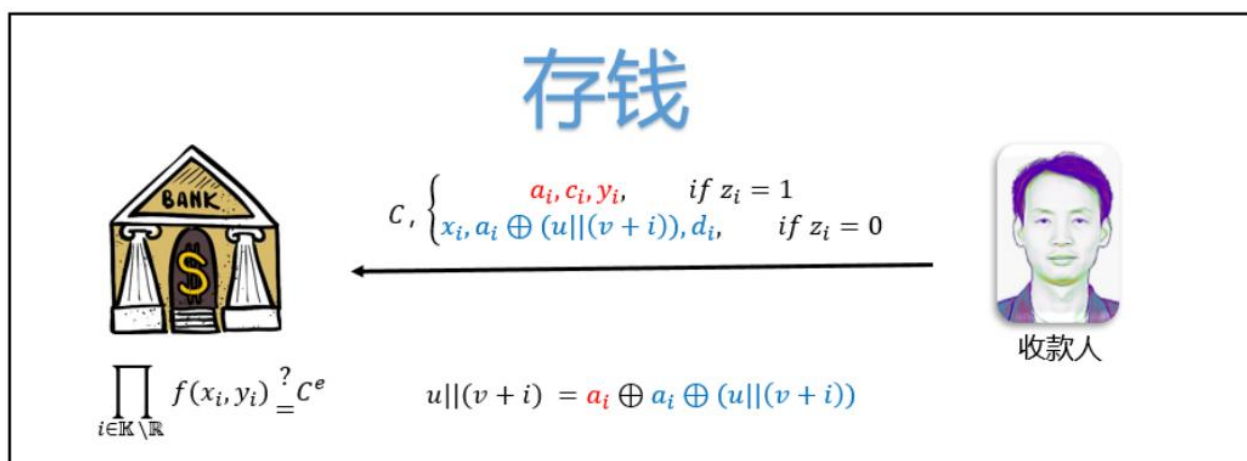 存钱
BANK
$
C, { a_i, c_i, y_i, if z_i = 1
x_i, a_i ⊕ (u||(v + i)), d_i, if z_i = 0
收款人
∏_{i∈𝕂\ℝ} f(x_i, y_i) ≟ C^e
u||(v + i) = a_i ⊕ a_i ⊕ (u||(v + i))